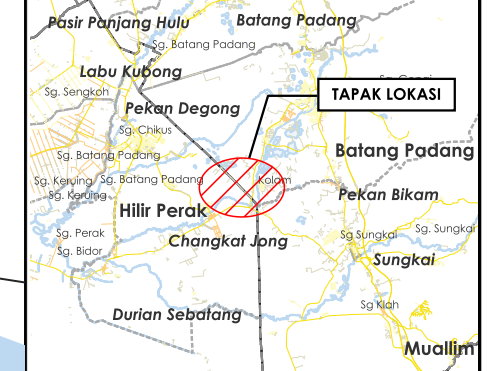 Pasir Panjang Hulu
Batang Padang
Sg. Batang Padang
Labu Kubong
Sg. Sengkoh
TAPAK LOKASI
Pekan Degong
Sg. Chikus
Sg. Batang Padang
Batang Padang
Sg. Keruing
Sg. Batang Padang
Kolam
Sg. Keruing
Pekan Bikam
Hilir Perak
Sg. Perak
Sg Sungkai
Sg. Sungkai
Changkat Jong
Sg. Bidor
Sungkai
Sg Klah
Durian Sebatang
Muallim